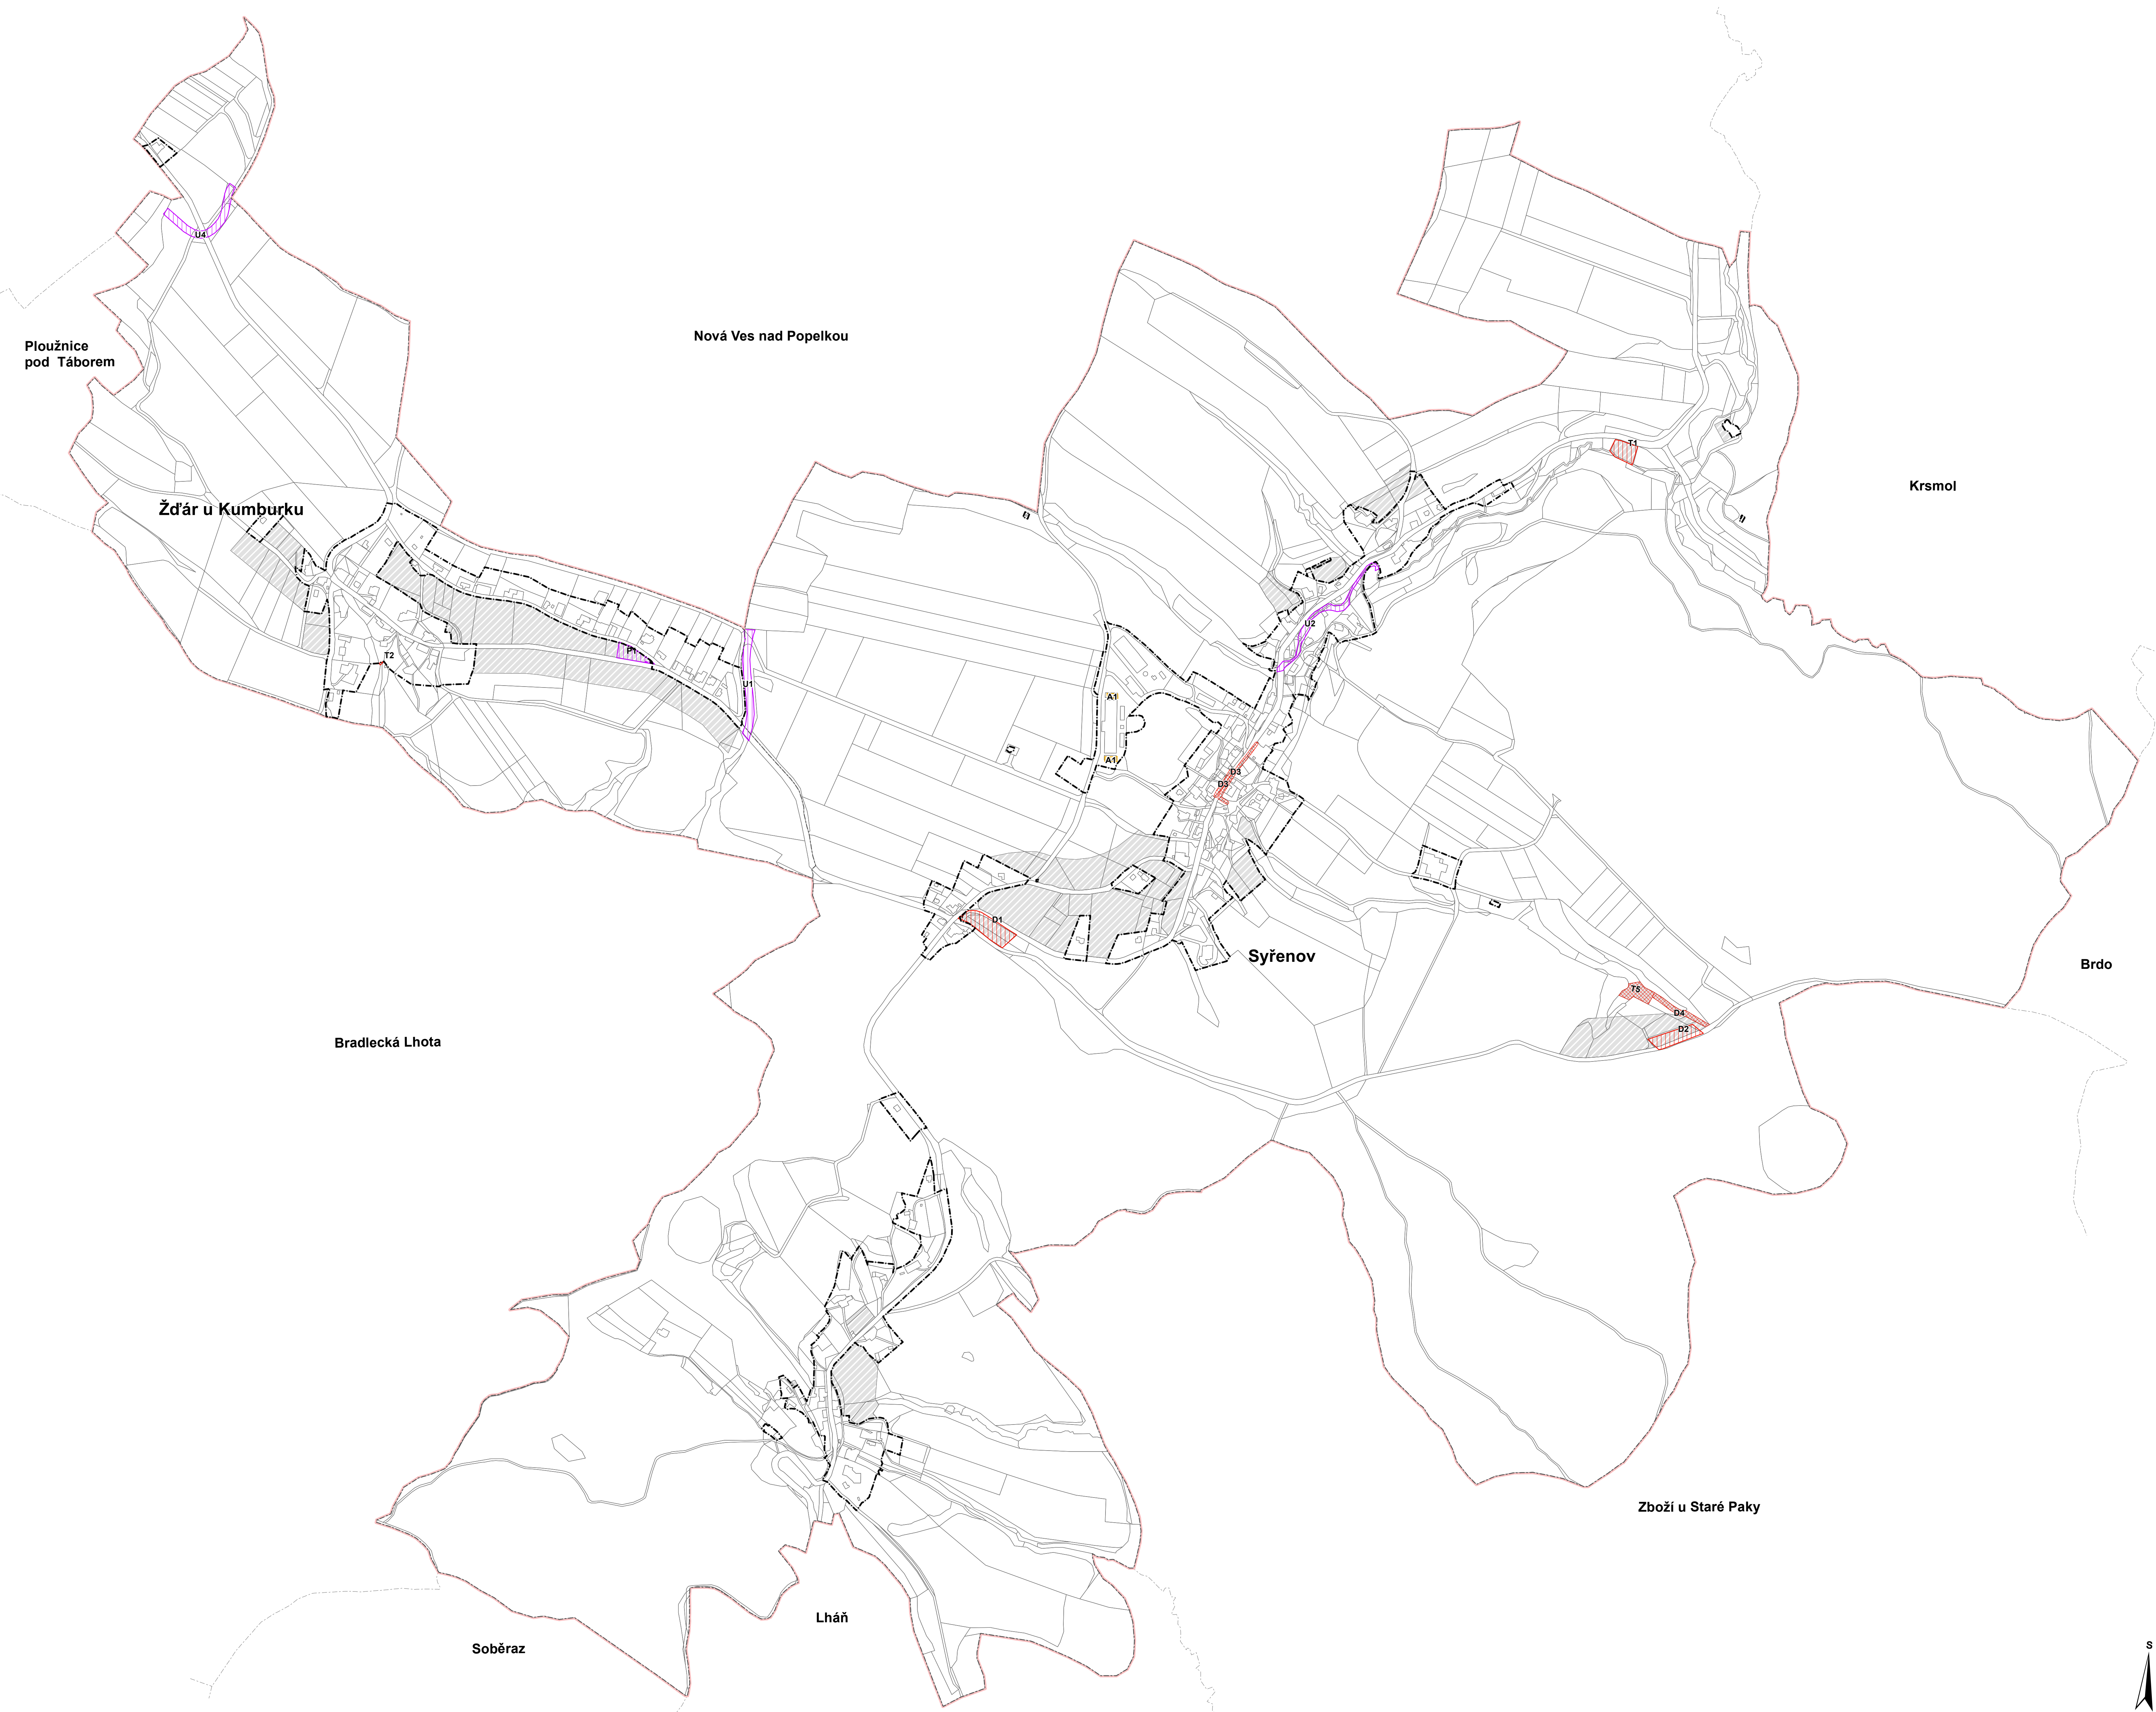 U4
Ploužnice
pod Táborem
Nová Ves nad Popelkou
T1
Krsmol
Žďár u Kumburku
U2
P1
T2
U1
A1
A1
D3
D3
D1
Syřenov
Brdo
T5
D4
D2
Bradlecká Lhota
Zboží u Staré Paky
Lháň
Soběraz
S